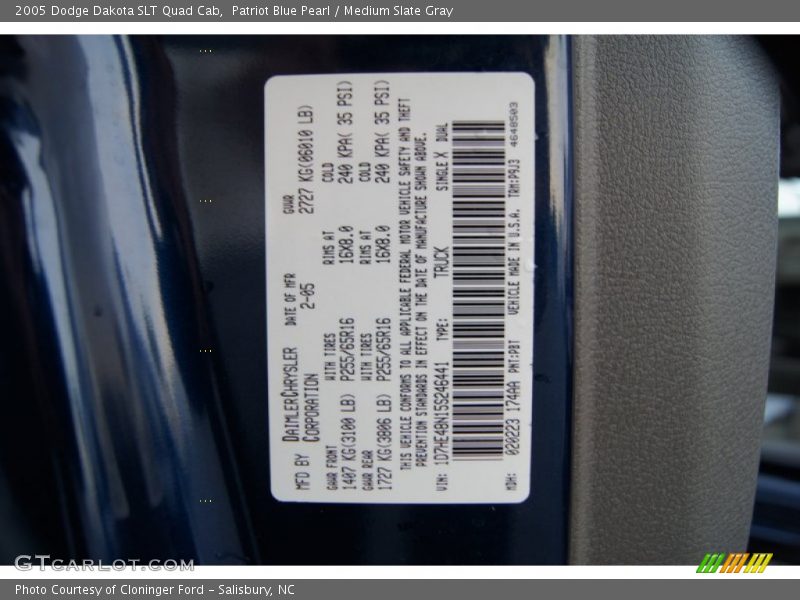 2005 Dodge Dakota SLT Quad Cab,  Patriot Blue Pearl / Medium Slate Gray
MFD BY DAIMLERCHRYSLER CORPORATION DATE OF MFR 2-05 GVWR 2727 KG(06010 LB)
GAWR FRONT WITH TIRES RIMS AT COLD
1407 KG(3100 LB) P255/65R16 16X8.0 240 KPA( 35 PSI)
GAWR REAR WITH TIRES RIMS AT COLD
1727 KG(3806 LB) P255/65R16 16X8.0 240 KPA( 35 PSI)
THIS VEHICLE CONFORMS TO ALL APPLICABLE FEDERAL MOTOR VEHICLE SAFETY AND THEFT
PREVENTION STANDARDS IN EFFECT ON THE DATE OF MANUFACTURE SHOWN ABOVE.
VIN: 1D7HE48N15S246441 TYPE: TRUCK SINGLE X DUAL
MDH: 020223 174AA PNT:PBT VEHICLE MADE IN U.S.A. TRM:P9J3 4648503
GTCARLOT.COM
Photo Courtesy of Cloninger Ford - Salisbury, NC